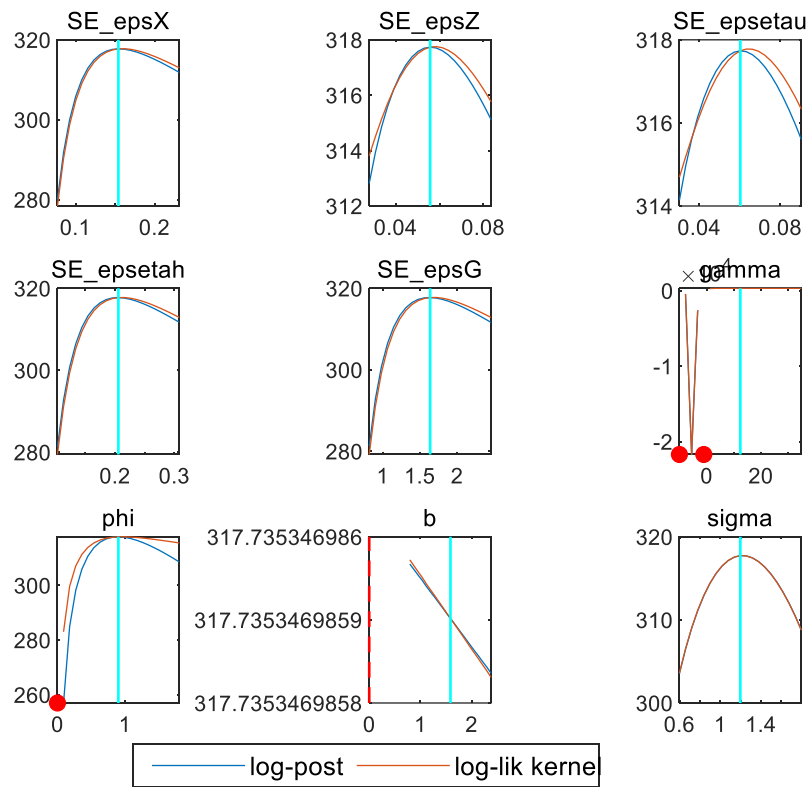 SE_epsX
SE_epsZ
SE_epsetau
320
300
280
0.1 0.2
318
316
314
312
0.04 0.08
318
316
314
0.04 0.08
SE_epsetah
SE_epsG
gamma
320
300
280
0.2 0.3
320
300
280
1 1.5 2
× 10⁴
0
-1
-2
0 20
phi
b
sigma
300
280
260
0 1
317.735346986
317.7353469859
317.7353469858
0 1 2
320
310
300
0.6 1 1.4
log-post log-lik kernel